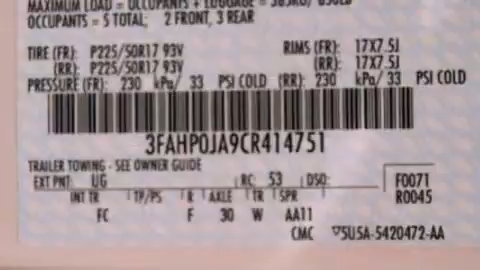 MAXIMUM LOAD = OCCUPANTS + LUGGAGE = 385KG/ 850LB
OCCUPANTS = 5 TOTAL; 2 FRONT, 3 REAR
TIRE (FR): P225/50R17 93V RIMS (FR): 17X7.5J
(RR): P225/50R17 93V (RR): 17X7.5J
PRESSURE (FR): 230 kPa/ 33 PSI COLD (RR): 230 kPa/ 33 PSI COLD
3FAHP0JA9CR414751
TRAILER TOWING - SEE OWNER GUIDE
EXT PNT: UG RC: 53 DSO: F0071
INT TR TP/PS R AXLE TR SPR R0045
FC F 30 W AA11
CMC ▽5U5A-5420472-AA